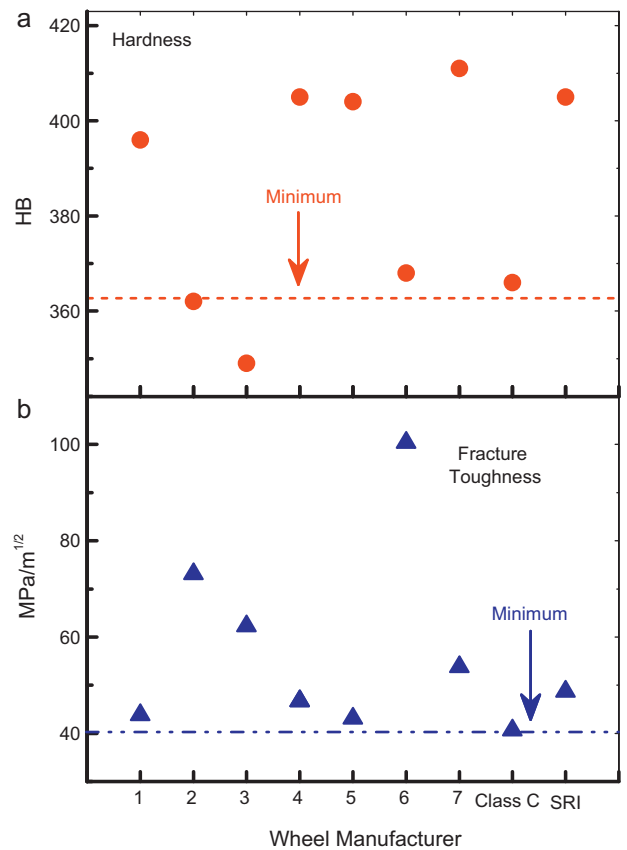 a
Hardness
420
400
380
360
HB
Minimum
b
Fracture
Toughness
100
80
60
40
MPa/m1/2
Minimum
1 2 3 4 5 6 7 Class C SRI
Wheel Manufacturer